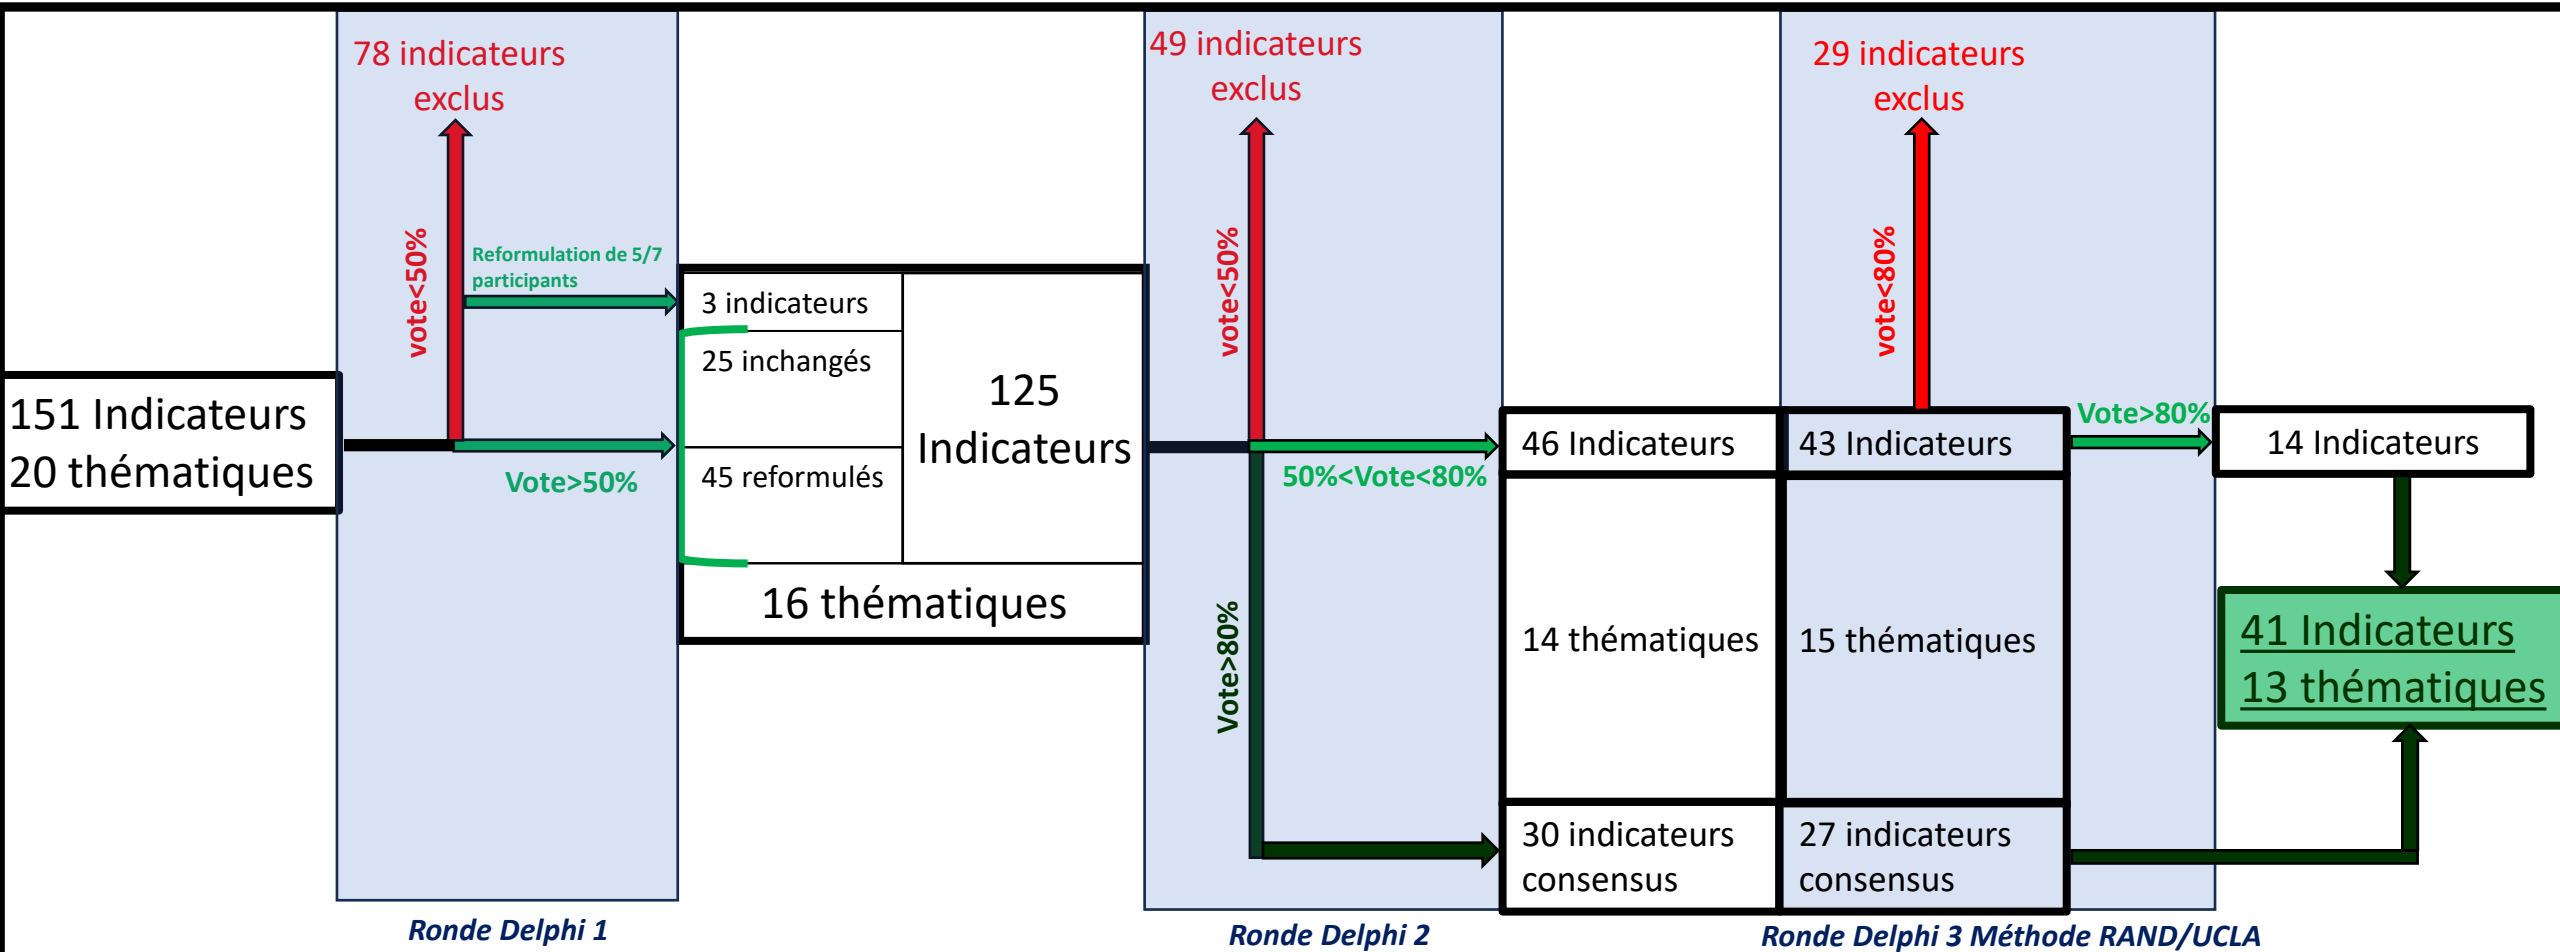 151 Indicateurs
20 thématiques
78 indicateurs
exclus
vote<50%
Reformulation de 5/7
participants
Vote>50%
Ronde Delphi 1
3 indicateurs
25 inchangés
45 reformulés
125
Indicateurs
16 thématiques
49 indicateurs
exclus
vote<50%
50%<Vote<80%
Vote>80%
Ronde Delphi 2
46 Indicateurs
14 thématiques
30 indicateurs
consensus
29 indicateurs
exclus
vote<80%
43 Indicateurs
15 thématiques
27 indicateurs
consensus
Vote>80%
Ronde Delphi 3 Méthode RAND/UCLA
14 Indicateurs
41 Indicateurs
13 thématiques